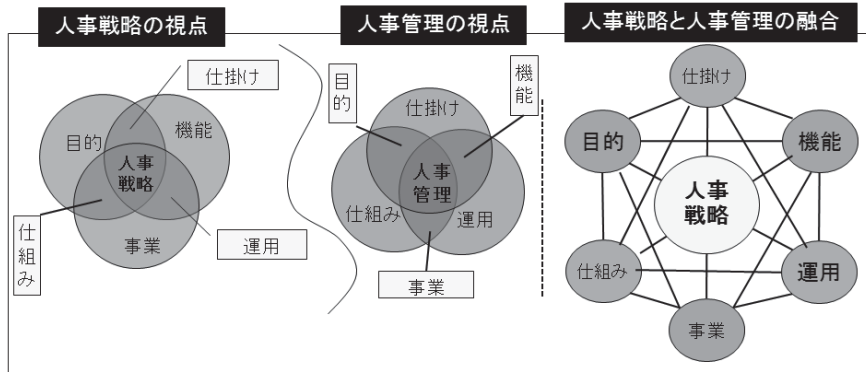 人事戦略の視点
仕掛け
目的
機能
人事
戦略
仕
組
み
事業
運用
人事管理の視点
目
的
機
能
仕掛け
人事
管理
仕組み
運用
事業
人事戦略と人事管理の融合
仕掛け
目的
機能
人事
戦略
仕組み
運用
事業